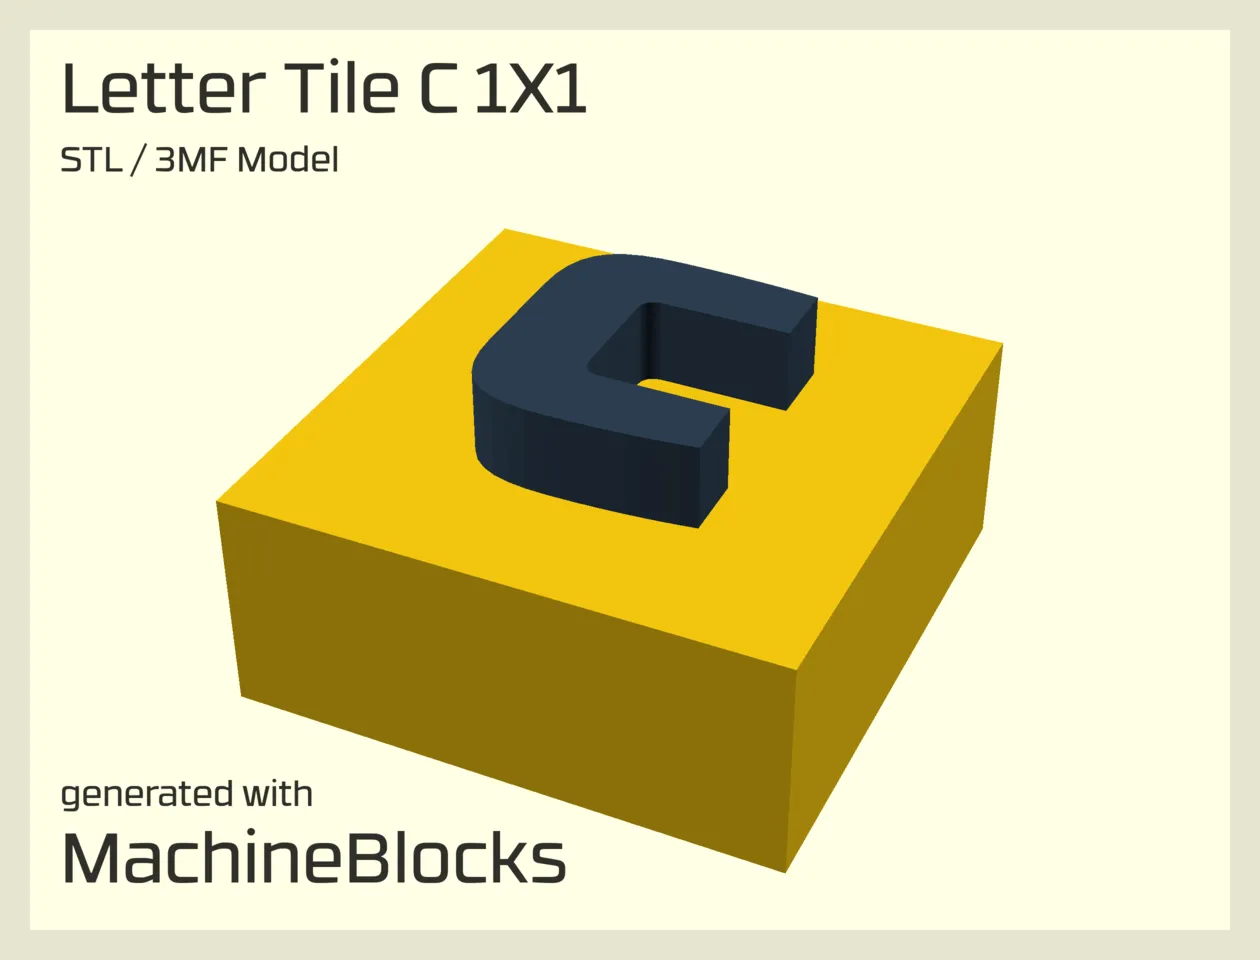 Letter Tile C 1X1
STL / 3MF Model
C
generated with
MachineBlocks